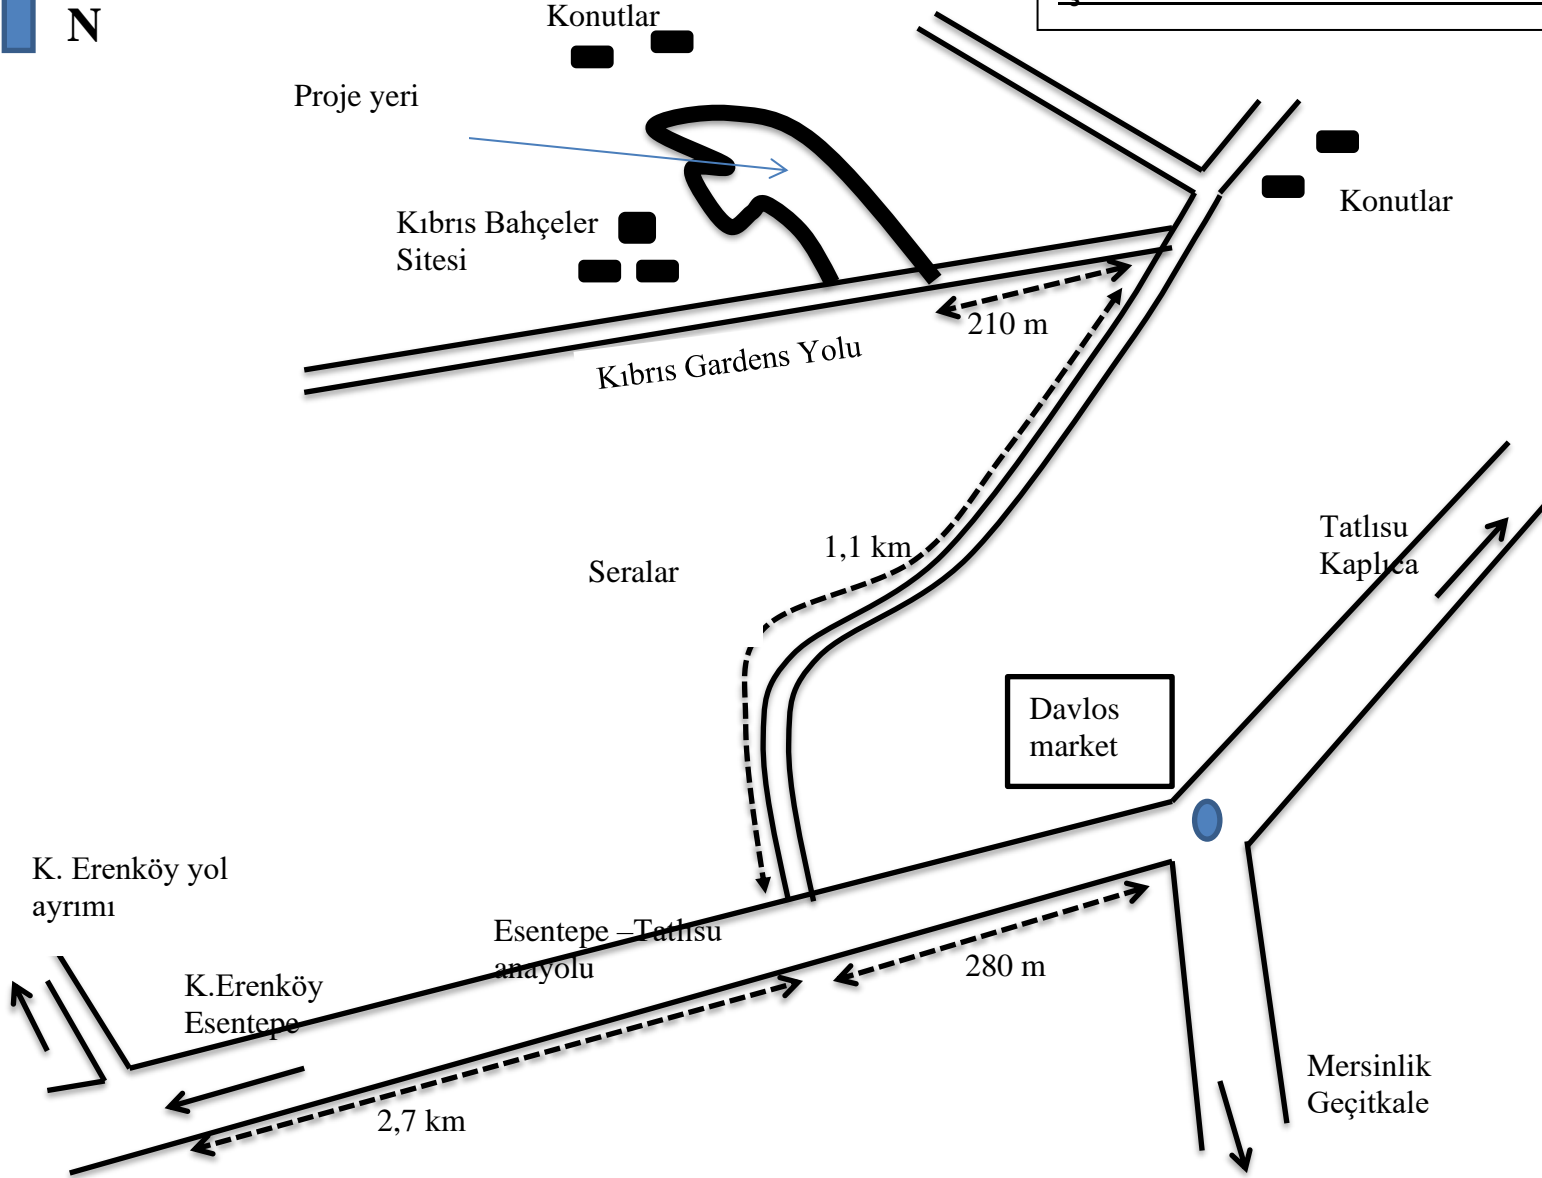 N
Konutlar
Proje yeri
Kıbrıs Bahçeler
Sitesi
Konutlar
210 m
Kıbrıs Gardens Yolu
1,1 km
Seralar
Tatlısu
Kaplıca
Davlos
market
K. Erenköy yol
ayrımı
Esentepe –Tatlısu
anayolu
280 m
K.Erenköy
Esentepe
2,7 km
Mersinlik
Geçitkale